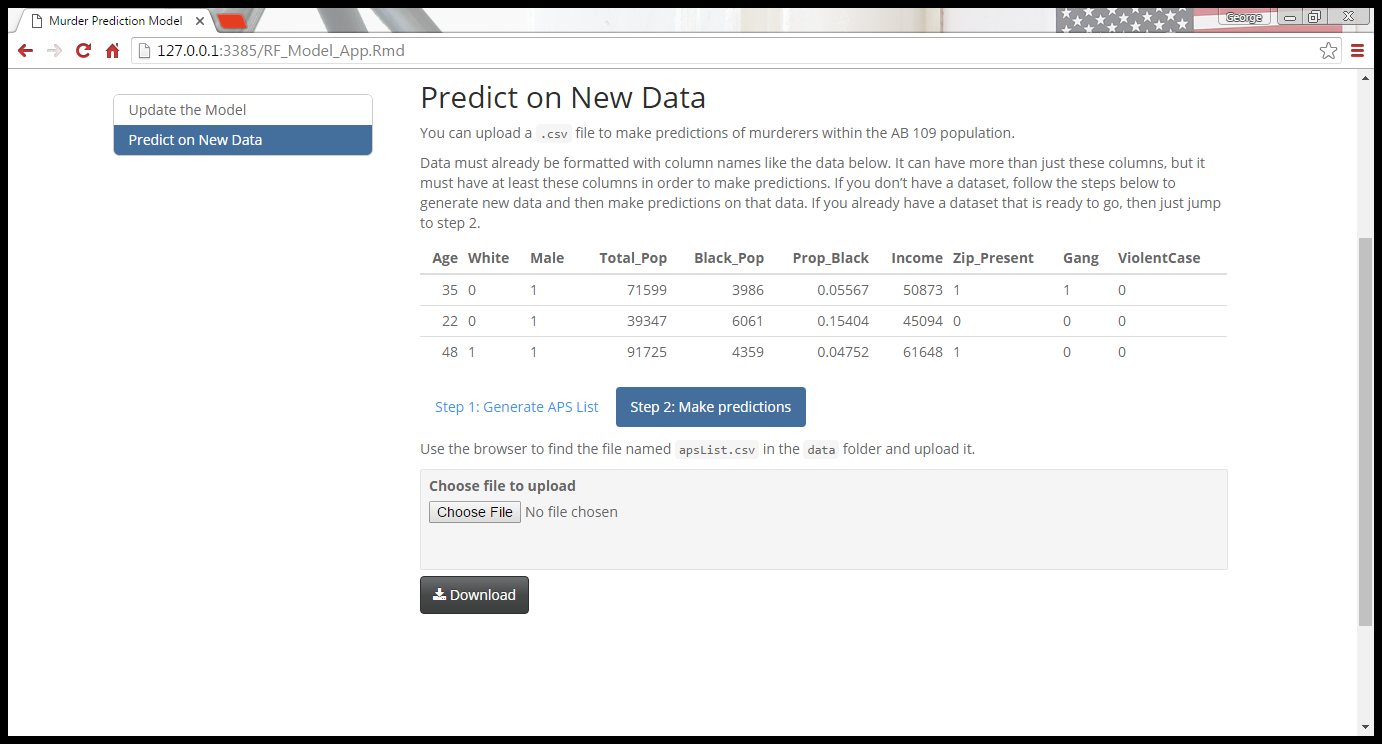 Murder Prediction Model
George
127.0.0.1:3385/RF_Model_App.Rmd
Update the Model
Predict on New Data
Predict on New Data
You can upload a .csv file to make predictions of murderers within the AB 109 population.
Data must already be formatted with column names like the data below. It can have more than just these columns, but it
must have at least these columns in order to make predictions. If you don't have a dataset, follow the steps below to
generate new data and then make predictions on that data. If you already have a dataset that is ready to go, then just jump
to step 2.
Age White Male Total_Pop Black_Pop Prop_Black Income Zip_Present Gang ViolentCase
35 0 1 71599 3986 0.05567 50873 1 1 0
22 0 1 39347 6061 0.15404 45094 0 0 0
48 1 1 91725 4359 0.04752 61648 1 0 0
Step 1: Generate APS List Step 2: Make predictions
Use the browser to find the file named apsList.csv in the data folder and upload it.
Choose file to upload
Choose File No file chosen
Download